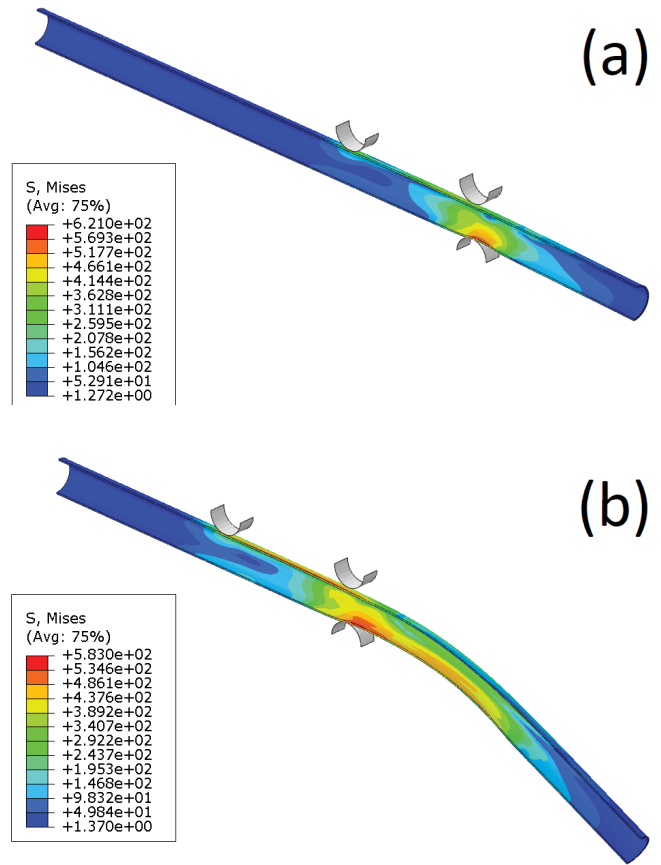 (a)
S, Mises
(Avg: 75%)
+6.210e+02
+5.693e+02
+5.177e+02
+4.661e+02
+4.144e+02
+3.628e+02
+3.111e+02
+2.595e+02
+2.078e+02
+1.562e+02
+1.046e+02
+5.291e+01
+1.272e+00
(b)
S, Mises
(Avg: 75%)
+5.830e+02
+5.346e+02
+4.861e+02
+4.376e+02
+3.892e+02
+3.407e+02
+2.922e+02
+2.437e+02
+1.953e+02
+1.468e+02
+9.832e+01
+4.984e+01
+1.370e+00